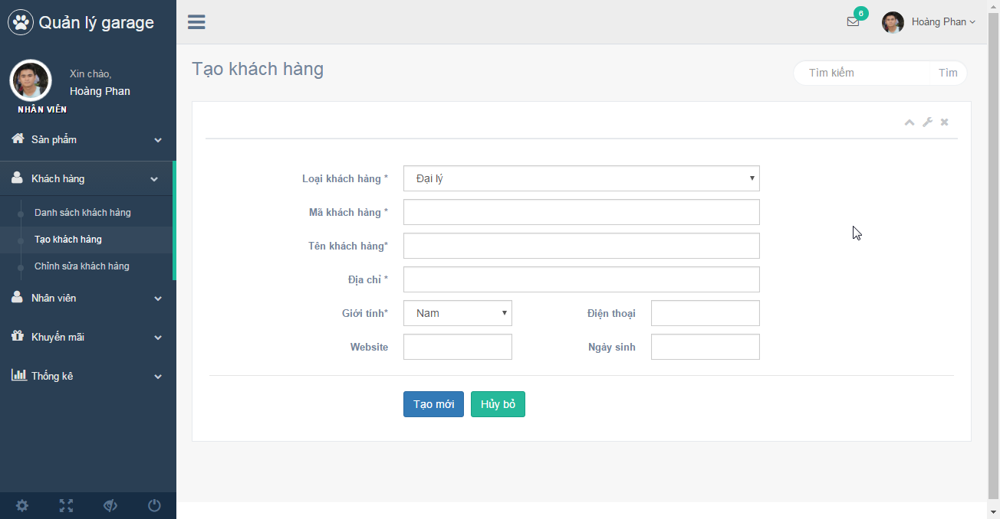 Quản lý garage
6
Hoàng Phan
Xin chào,
Hoàng Phan
NHÂN VIÊN
Tạo khách hàng
Tìm kiếm
Tìm
Sản phẩm
Khách hàng
Danh sách khách hàng
Tạo khách hàng
Chỉnh sửa khách hàng
Nhân viên
Khuyến mãi
Thống kê
Loại khách hàng *
Đại lý
Mã khách hàng *
Tên khách hàng*
Địa chỉ *
Giới tính*
Nam
Điện thoại
Website
Ngày sinh
Tạo mới
Hủy bỏ